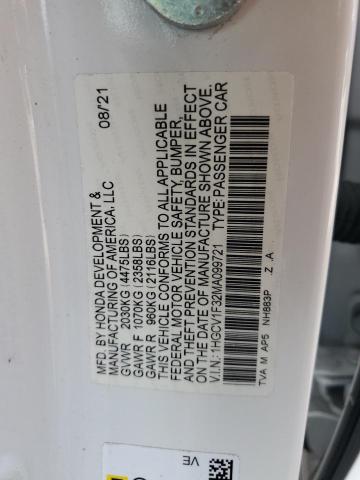 MFD. BY HONDA DEVELOPMENT & 08/'21
MANUFACTURING OF AMERICA, LLC
GVWR 2030KG(4475LBS)
GAWR F 1070KG(2358LBS)
GAWR R 960KG(2116LBS)
THIS VEHICLE CONFORMS TO ALL APPLICABLE
FEDERAL MOTOR VEHICLE SAFETY, BUMPER,
AND THEFT PREVENTION STANDARDS IN EFFECT
ON THE DATE OF MANUFACTURE SHOWN ABOVE.
V.I.N.:1HGCV1F32MA099721 TYPE:PASSENGER CAR
TVA M AP5 NH883P Z .A
VE